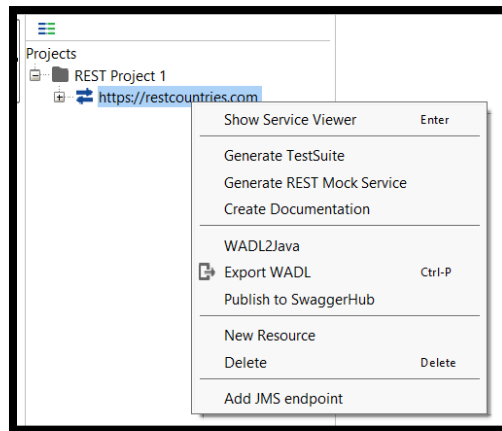 Projects
REST Project 1
https://restcountries.com
Show Service Viewer Enter
Generate TestSuite
Generate REST Mock Service
Create Documentation
WADL2Java
Export WADL Ctrl-P
Publish to SwaggerHub
New Resource
Delete Delete
Add JMS endpoint